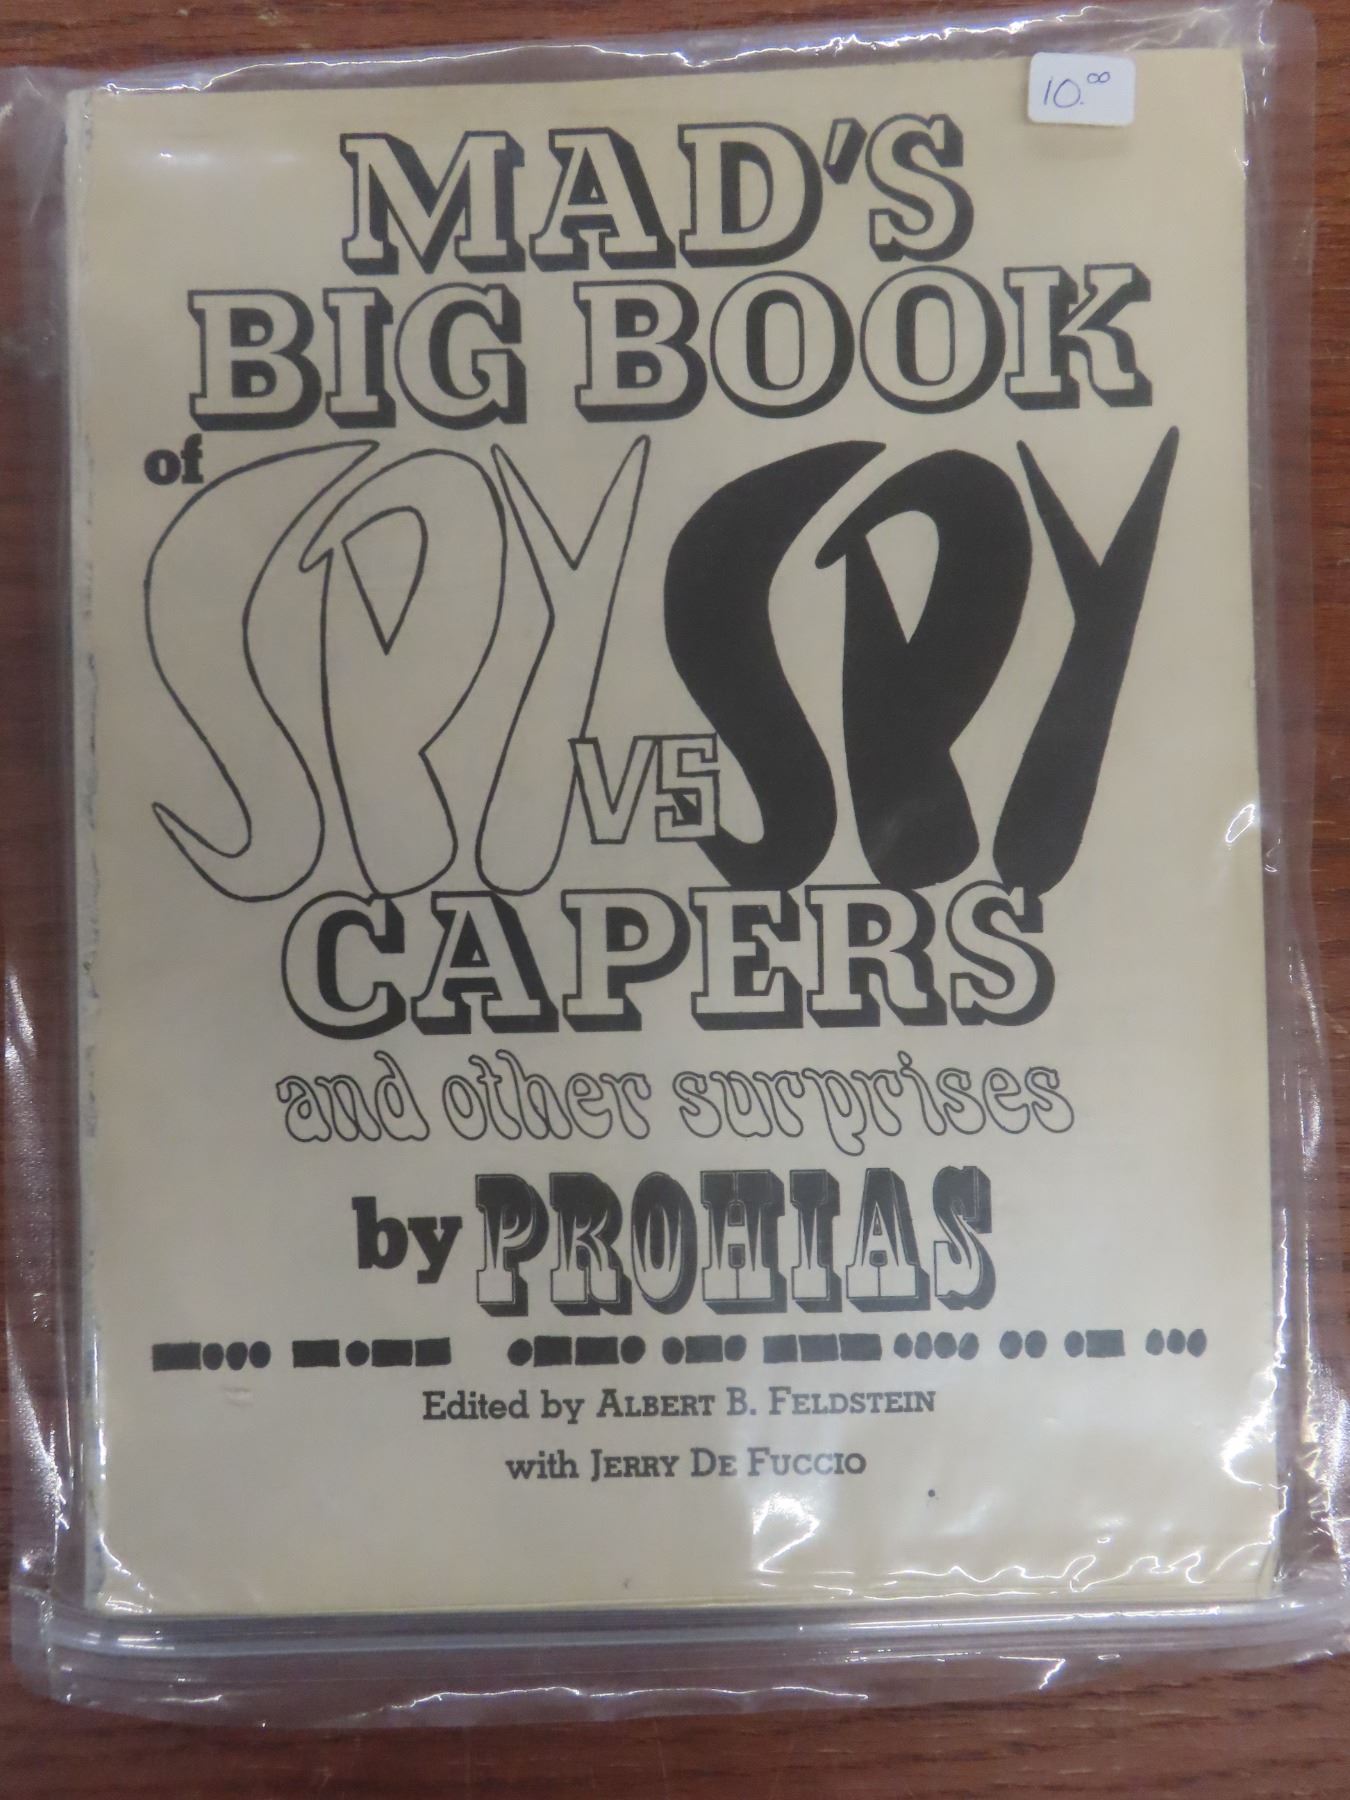 10.00
MAD'S
BIG BOOK
of SPY VS SPY
CAPERS
and other surprises
by PROHIAS
-... -.-- .--. .-. --- .... .. .- ...
Edited by ALBERT B. FELDSTEIN
with JERRY DE FUCCIO